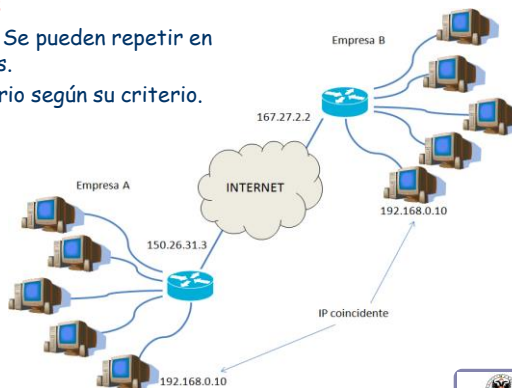 Se pueden repetir en
s.
rio según su criterio.
Empresa B
167.27.2.2
INTERNET
192.168.0.10
Empresa A
150.26.31.3
IP coincidente
192.168.0.10